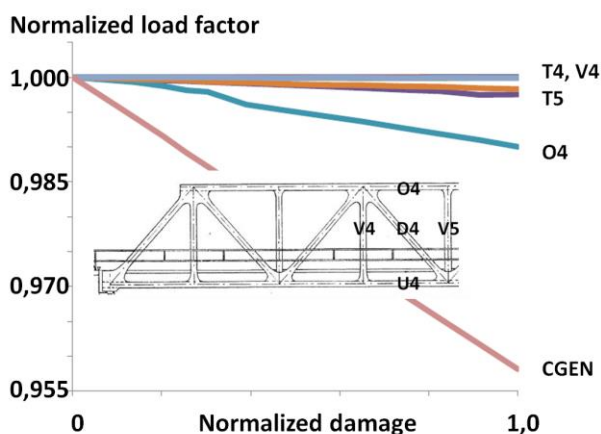 Normalized load factor
1,000
0,985
0,970
0,955
T4, V4
T5
O4
CGEN
O4
V4 D4 V5
U4
0 Normalized damage 1,0